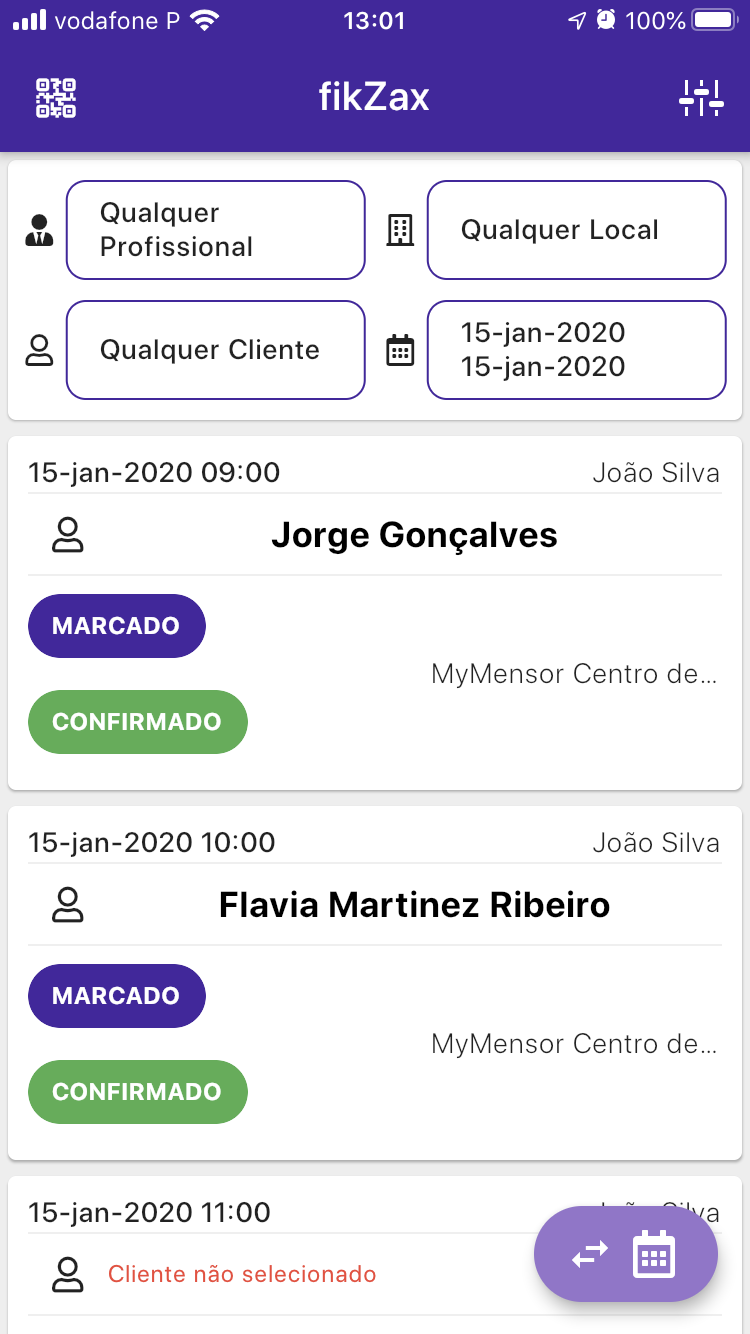 vodafone P 13:01 100%
fikZax
Qualquer
Profissional
Qualquer Local
Qualquer Cliente
15-jan-2020
15-jan-2020
15-jan-2020 09:00 João Silva
Jorge Gonçalves
MARCADO
MyMensor Centro de...
CONFIRMADO
15-jan-2020 10:00 João Silva
Flavia Martinez Ribeiro
MARCADO
MyMensor Centro de...
CONFIRMADO
15-jan-2020 11:00 João Silva
Cliente não selecionado